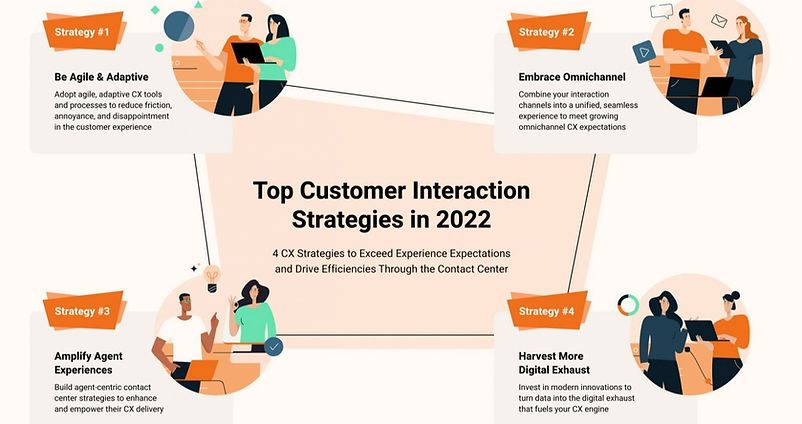 Strategy #1
Be Agile & Adaptive
Adopt agile, adaptive CX tools
and processes to reduce friction,
annoyance, and disappointment
in the customer experience
Strategy #2
Embrace Omnichannel
Combine your interaction
channels into a unified, seamless
experience to meet growing
omnichannel CX expectations
Top Customer Interaction
Strategies in 2022
4 CX Strategies to Exceed Experience Expectations
and Drive Efficiencies Through the Contact Center
Strategy #3
Amplify Agent
Experiences
Build agent-centric contact
center strategies to enhance
and empower their CX delivery
Strategy #4
Harvest More
Digital Exhaust
Invest in modern innovations to
turn data into the digital exhaust
that fuels your CX engine